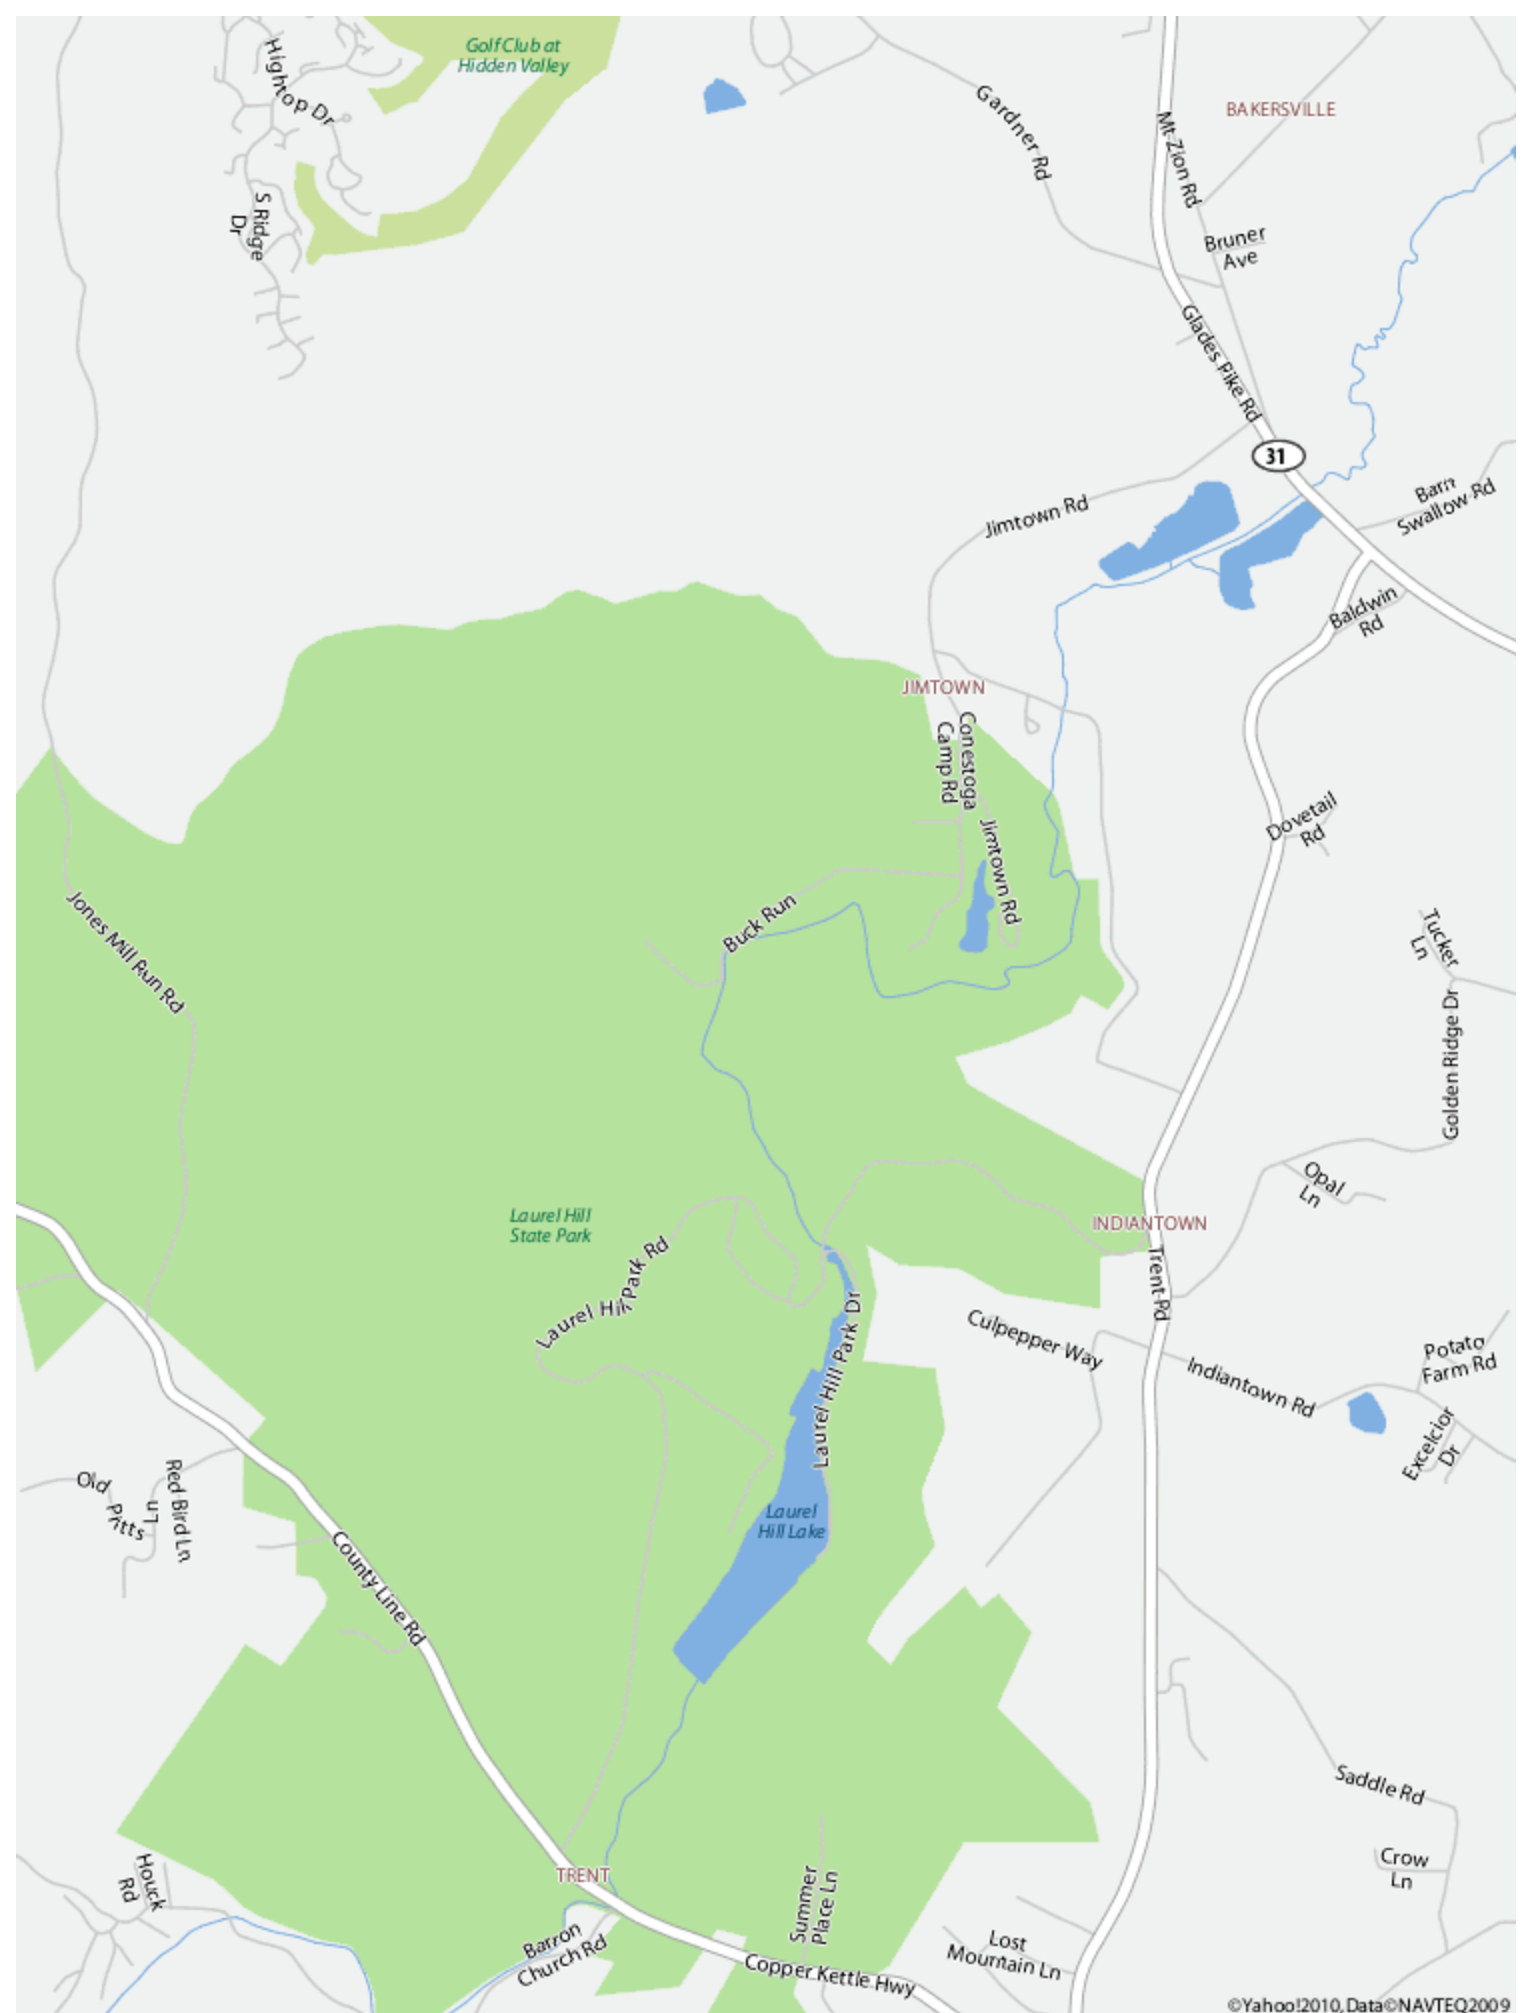 Golf Club at
Hidden Valley
Hightop Dr
Gardner Rd
BAKERSVILLE
Mt Zion Rd
S Ridge
Dr
Bruner
Ave
Glades Pike Rd
31
Barn
Swallow Rd
Jimtown Rd
Baldwin
Rd
JIMTOWN
Conestoga
Camp Rd
Dovetail
Rd
Jimtown Rd
Buck Run
Jones Mill Run Rd
Tucker
Ln
Golden Ridge Dr
Opal
Ln
Laurel Hill
State Park
INDIANTOWN
Laurel Hill Park Rd
Trent Rd
Laurel Hill Park Dr
Culpepper Way
Indiantown Rd
Potato
Farm Rd
Excelcior
Dr
Old Pitts
Ln
Red Bird Ln
Laurel
Hill Lake
County Line Rd
Saddle Rd
Crow
Ln
TRENT
Houck
Rd
Summer
Place Ln
Barron
Church Rd
Lost
Mountain Ln
Copper Kettle Hwy
©Yahoo!2010, Data©NAVTEQ2009